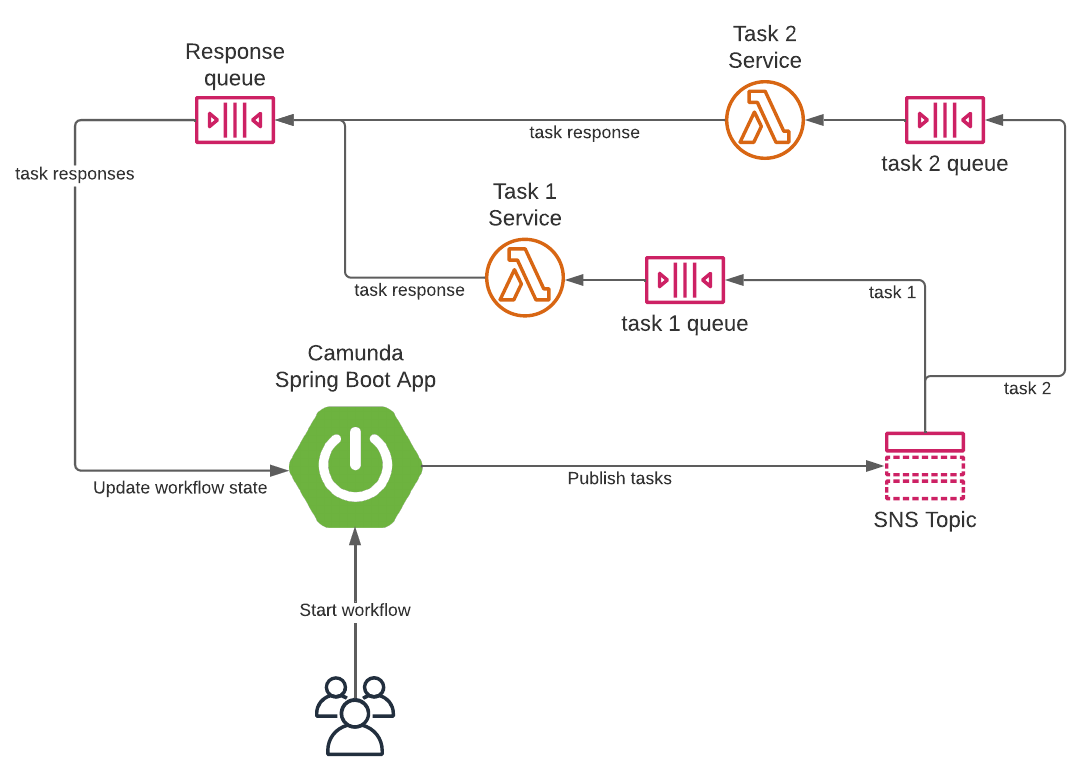 Task 2
Service
Response
queue
task response
task 2 queue
task responses
Task 1
Service
task response
task 1
task 1 queue
Camunda
Spring Boot App
task 2
Publish tasks
Update workflow state
SNS Topic
Start workflow